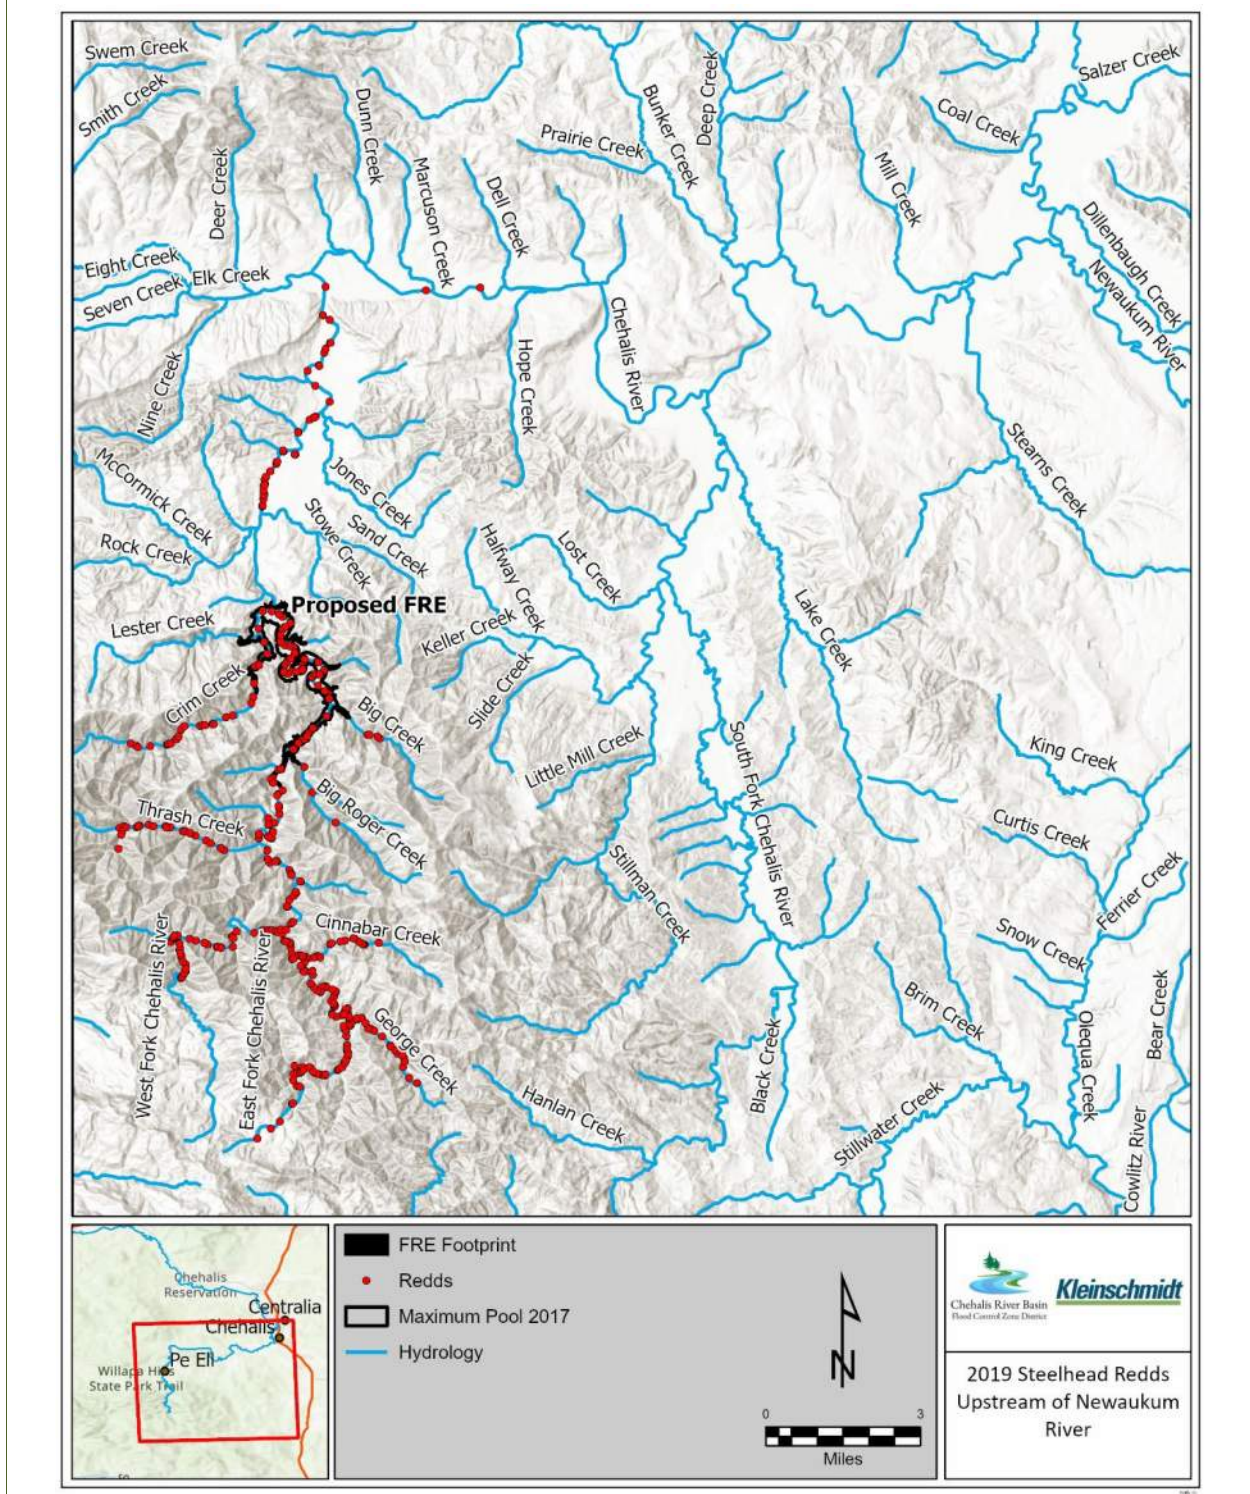 Swem Creek
Smith Creek
Deer Creek
Dunn Creek
Marcuson Creek
Dell Creek
Prairie Creek
Bunker Creek
Deep Creek
Mill Creek
Coal Creek
Salzer Creek
Dillenbaugh Creek
Newaukum River
Eight Creek
Seven Creek
Elk Creek
Nine Creek
Hope Creek
Chehalis River
Stearns Creek
McCormick Creek
Rock Creek
Jones Creek
Sand Creek
Stowe Creek
Halfway Creek
Lost Creek
Proposed FRE
Lester Creek
Keller Creek
Lake Creek
Crim Creek
Slide Creek
Big Creek
Little Mill Creek
South Fork Chehalis River
King Creek
Thrash Creek
Big Roger Creek
Curtis Creek
Stillman Creek
Ferrier Creek
Cinnabar Creek
West Fork Chehalis River
East Fork Chehalis River
Snow Creek
George Creek
Brim Creek
Bear Creek
Olequa Creek
Black Creek
Hanlan Creek
Stillwater Creek
Cowlitz River
Chehalis
Reservation
Centralia
Chehalis
Pe Ell
Willapa Hills
State Park Trail
FRE Footprint
Redds
Maximum Pool 2017
Hydrology
N
0 3
Miles
Chehalis River Basin
Flood Control Zone District
Kleinschmidt
2019 Steelhead Redds
Upstream of Newaukum
River